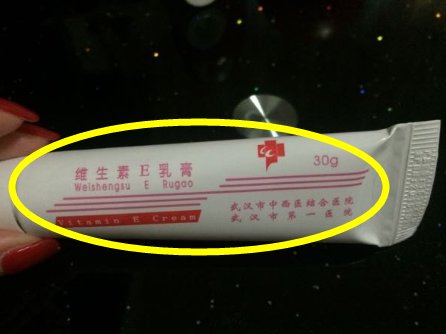 维生素E乳膏
30g
Weishengsu E Rugao
Vitamin E Cream
武汉市中西医结合医院
武汉市第一医院